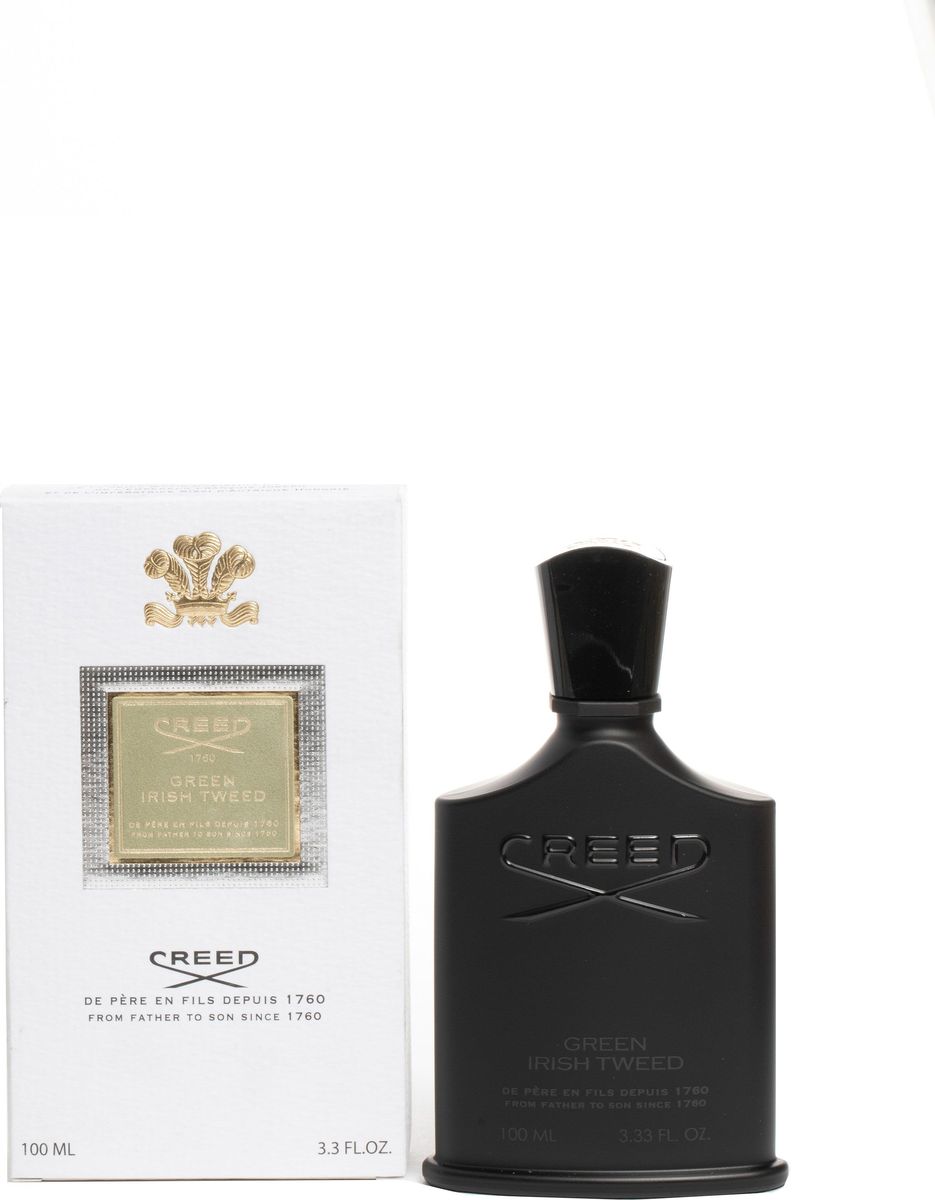 CREED
1760
GREEN
IRISH TWEED
DE PÈRE EN FILS DEPUIS 1760
FROM FATHER TO SON SINCE 1760
CREED
DE PÈRE EN FILS DEPUIS 1760
FROM FATHER TO SON SINCE 1760
100 ML 3.3 FL.OZ.
CREED
GREEN
IRISH TWEED
DE PÈRE EN FILS DEPUIS 1760
FROM FATHER TO SON SINCE 1760
100 ML 3.33 FL. OZ.